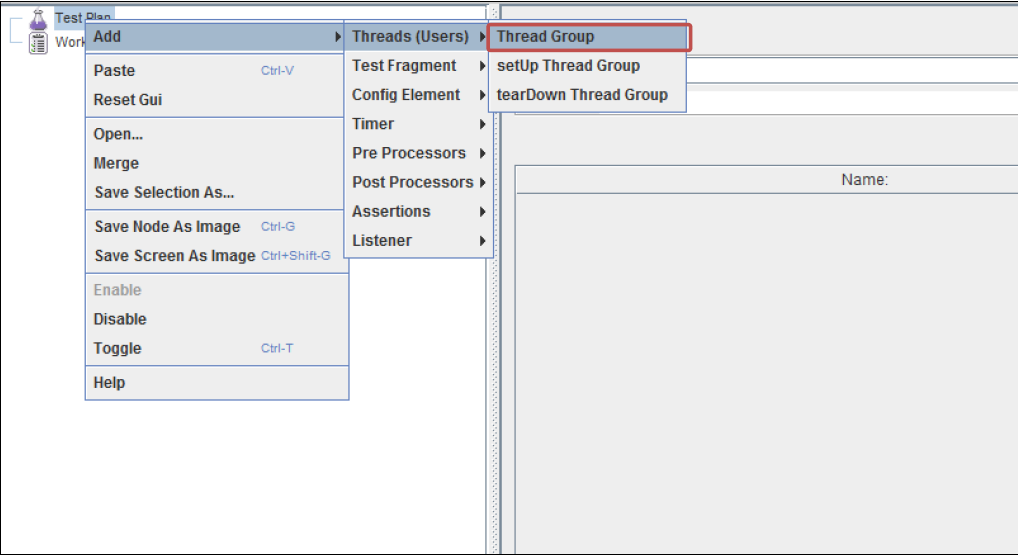 Test Plan
Work
Add
Paste Ctrl-V
Reset Gui
Open...
Merge
Save Selection As...
Save Node As Image Ctrl-G
Save Screen As Image Ctrl+Shift-G
Enable
Disable
Toggle Ctrl-T
Help
Threads (Users)
Test Fragment
Config Element
Timer
Pre Processors
Post Processors
Assertions
Listener
Thread Group
setUp Thread Group
tearDown Thread Group
Name: